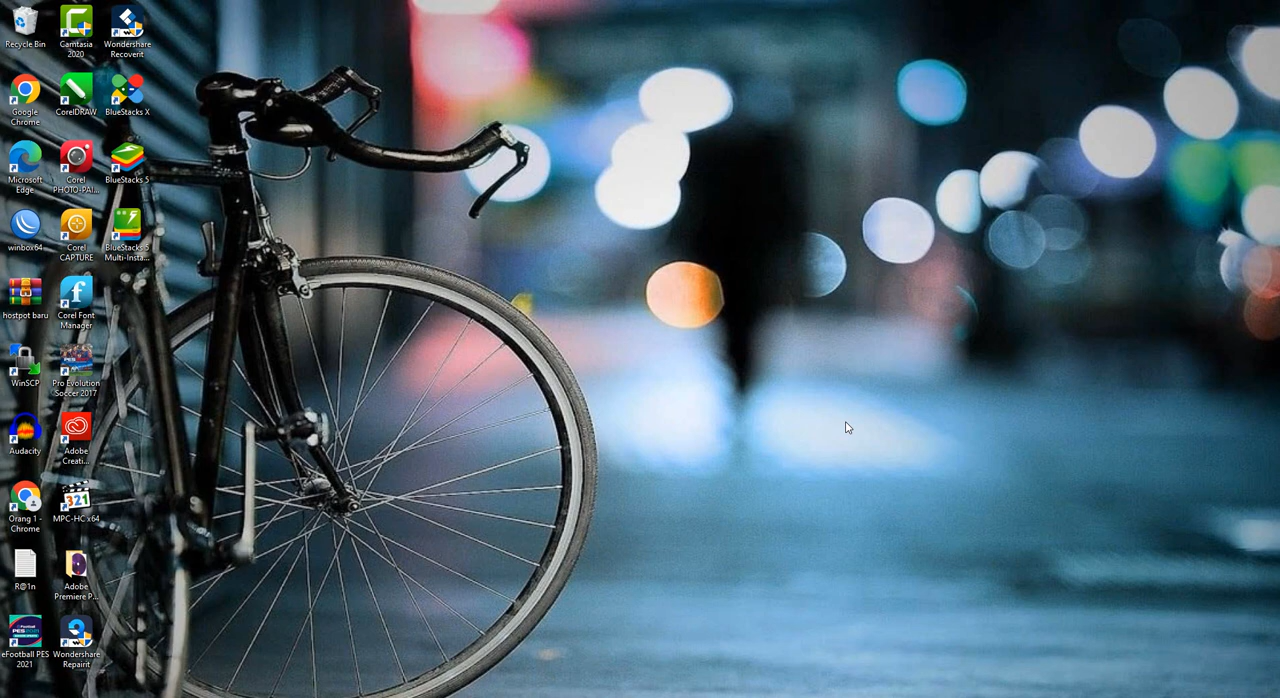 Recycle Bin
Google
Chrome
Microsoft
Edge
winbox64
hostpot baru
WinSCP
Audacity
Orang 1 -
Chrome
R@1n
eFootball PES
2021
Camtasia
2020
CorelDRAW
Corel
PHOTO-PAI...
Corel
CAPTURE
Corel Font
Manager
Pro Evolution
Soccer 2017
Adobe
Creati...
321
MPC-HC x64
Adobe
Premiere P...
Wondershare
Repairit
Wondershare
Recoverit
BlueStacks X
BlueStacks 5
BlueStacks 5
Multi-Insta...